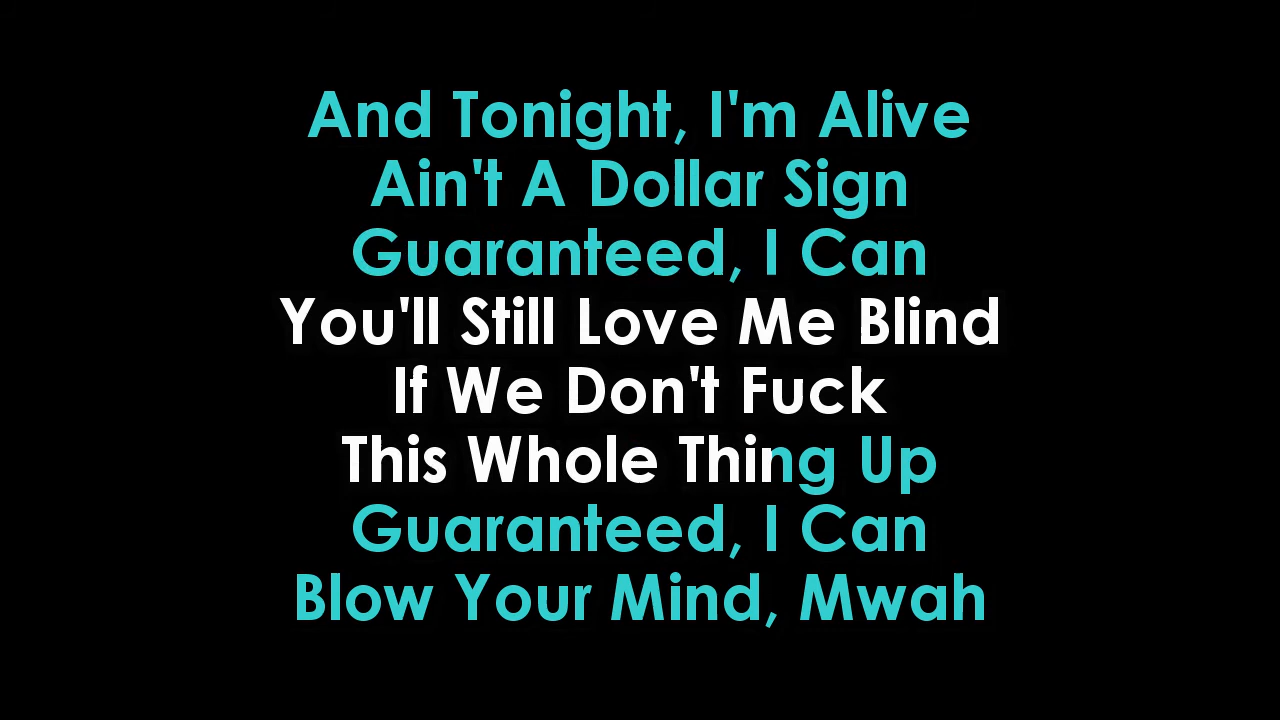 And Tonight, I'm Alive
Ain't A Dollar Sign
Guaranteed, I Can
You'll Still Love Me Blind
If We Don't Fuck
This Whole Thing Up
Guaranteed, I Can
Blow Your Mind, Mwah